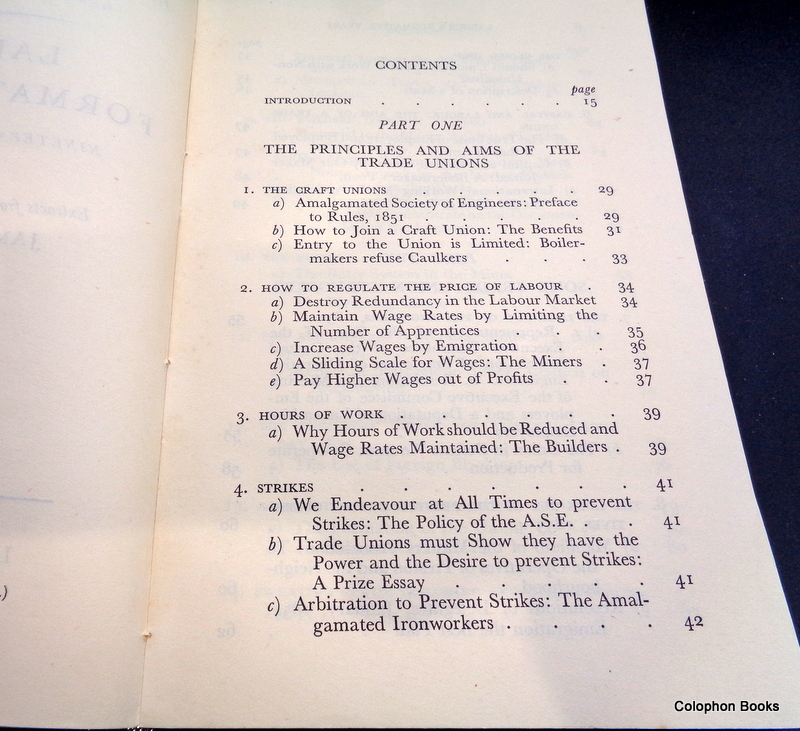 CONTENTS
page
INTRODUCTION . . . . . . 15
PART ONE
THE PRINCIPLES AND AIMS OF THE
TRADE UNIONS
1. THE CRAFT UNIONS . . . . . 29
a) Amalgamated Society of Engineers: Preface
to Rules, 1851 . . . . . 29
b) How to Join a Craft Union: The Benefits 31
c) Entry to the Union is Limited: Boiler-
makers refuse Caulkers . . . 33
2. HOW TO REGULATE THE PRICE OF LABOUR . 34
a) Destroy Redundancy in the Labour Market 34
b) Maintain Wage Rates by Limiting the
Number of Apprentices . . . 35
c) Increase Wages by Emigration . . 36
d) A Sliding Scale for Wages: The Miners . 37
e) Pay Higher Wages out of Profits . . 37
3. HOURS OF WORK . . . . . 39
a) Why Hours of Work should be Reduced and
Wage Rates Maintained: The Builders . 39
4. STRIKES . . . . . . . 41
a) We Endeavour at All Times to prevent
Strikes: The Policy of the A.S.E. . . 41
b) Trade Unions must Show they have the
Power and the Desire to prevent Strikes:
A Prize Essay . . . . . 41
c) Arbitration to Prevent Strikes: The Amal-
gamated Ironworkers . . . . 42
Colophon Books